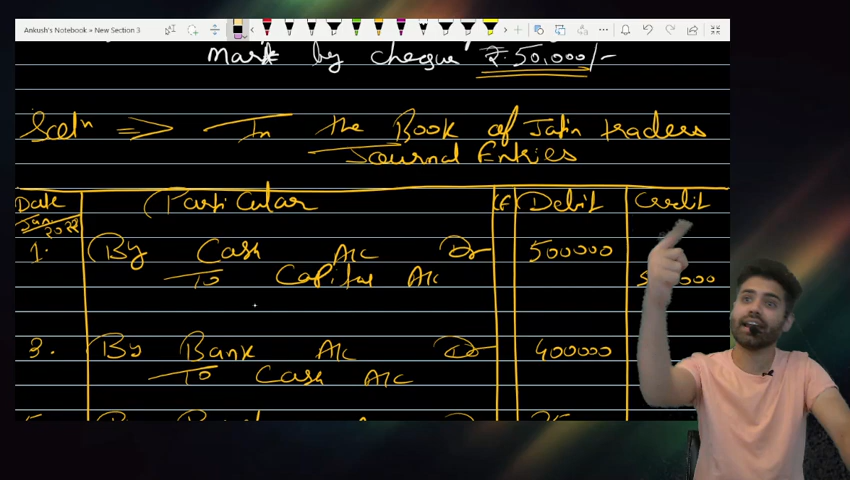 Ankush's Notebook » New Section 3
Mark by cheque ₹ 50,000/-
Soln => In the Book of Jatin traders
Journal Entries
Date Particular LF Debit Credit
Jan 2022
1. By Cash A/c Dr 500000
To Capital A/c
3. By Bank A/c Dr 400000
To Cash A/c